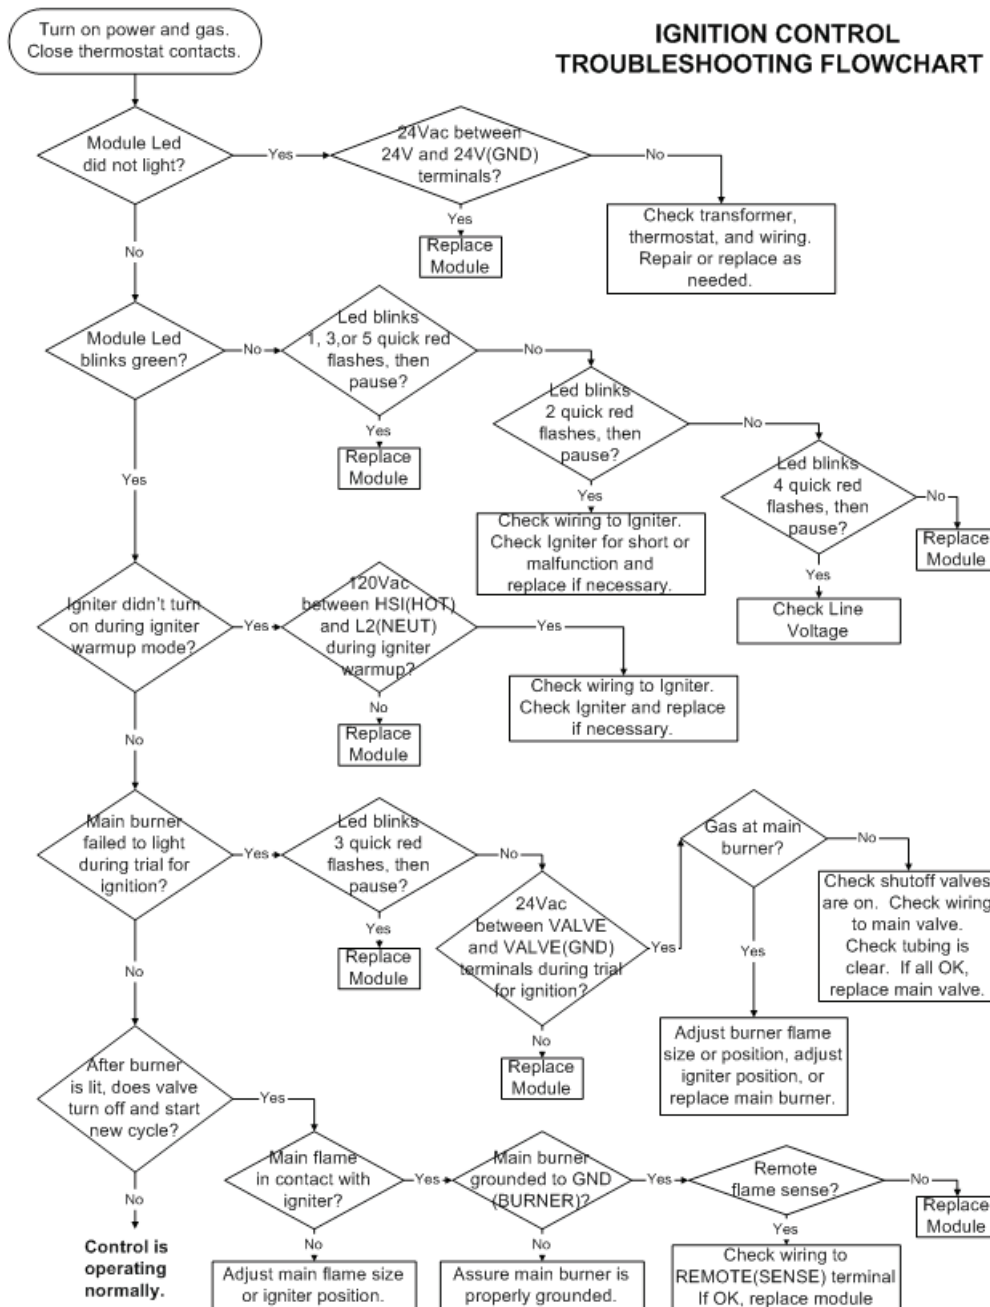 Turn on power and gas.
Close thermostat contacts.
IGNITION CONTROL
TROUBLESHOOTING FLOWCHART
Module Led
did not light?
Yes
24Vac between
24V and 24V(GND)
terminals?
No
Yes
Replace
Module
Check transformer,
thermostat, and wiring.
Repair or replace as
needed.
No
Module Led
blinks green?
No
Led blinks
1, 3,or 5 quick red
flashes, then
pause?
No
Yes
Replace
Module
Led blinks
2 quick red
flashes, then
pause?
No
Yes
Check wiring to Igniter.
Check Igniter for short or
malfunction and
replace if necessary.
Led blinks
4 quick red
flashes, then
pause?
No
Replace
Module
Yes
Check Line
Voltage
Yes
Igniter didn't turn
on during igniter
warmup mode?
Yes
120Vac
between HSI(HOT)
and L2(NEUT)
during igniter
warmup?
Yes
Check wiring to Igniter.
Check Igniter and replace
if necessary.
No
Replace
Module
No
Main burner
failed to light
during trial for
ignition?
Yes
Led blinks
3 quick red
flashes, then
pause?
No
Yes
Replace
Module
24Vac
between VALVE
and VALVE(GND)
terminals during trial
for ignition?
Yes
No
Replace
Module
Gas at main
burner?
No
Check shutoff valves
are on. Check wiring
to main valve.
Check tubing is
clear. If all OK,
replace main valve.
Yes
Adjust burner flame
size or position, adjust
igniter position, or
replace main burner.
No
After burner
is lit, does valve
turn off and start
new cycle?
Yes
No
Control is
operating
normally.
Main flame
in contact with
igniter?
Yes
No
Adjust main flame size
or igniter position.
Main burner
grounded to GND
(BURNER)?
Yes
No
Assure main burner is
properly grounded.
Remote
flame sense?
No
Replace
Module
Yes
Check wiring to
REMOTE(SENSE) terminal
If OK, replace module